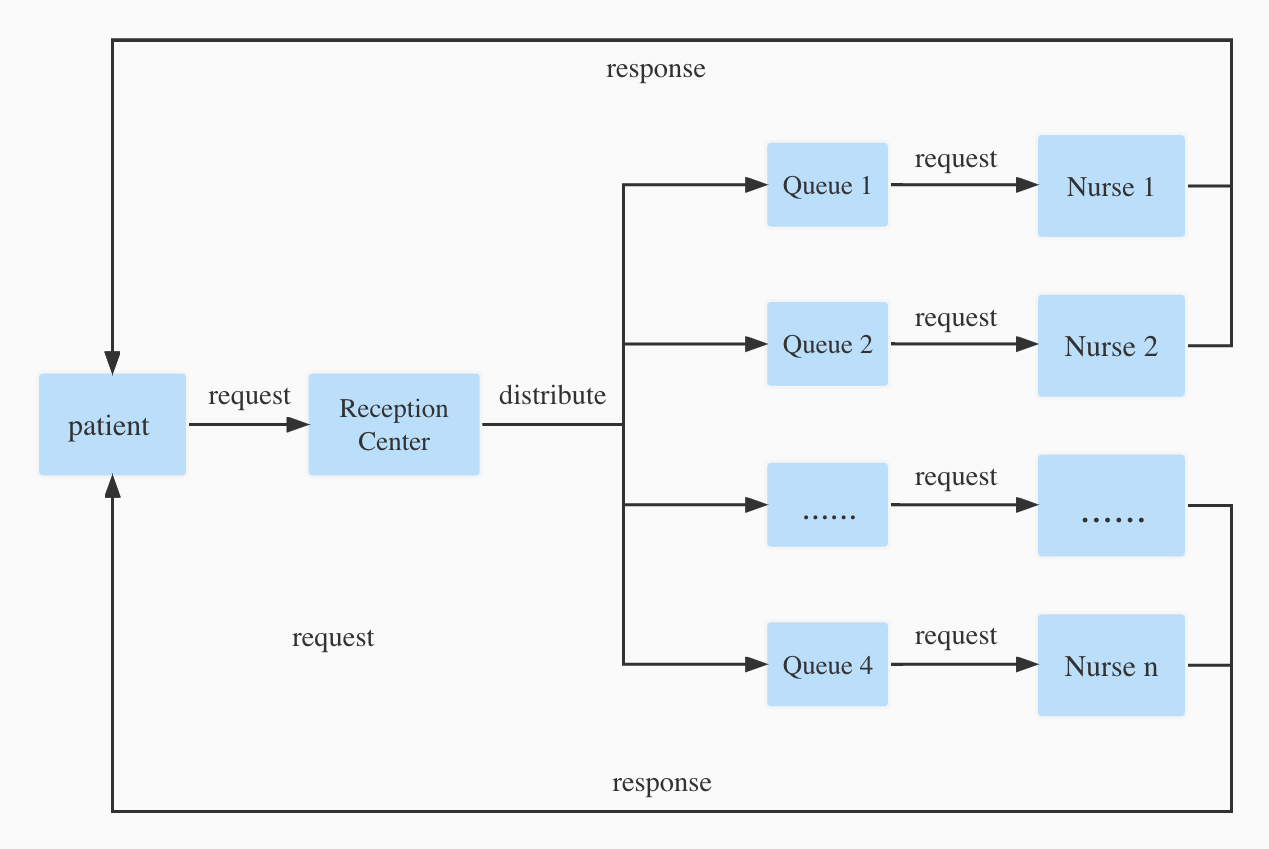 response
request
Queue 1
Nurse 1
request
Queue 2
Nurse 2
request
distribute
patient
Reception
Center
request
......
......
request
request
Queue 4
Nurse n
response